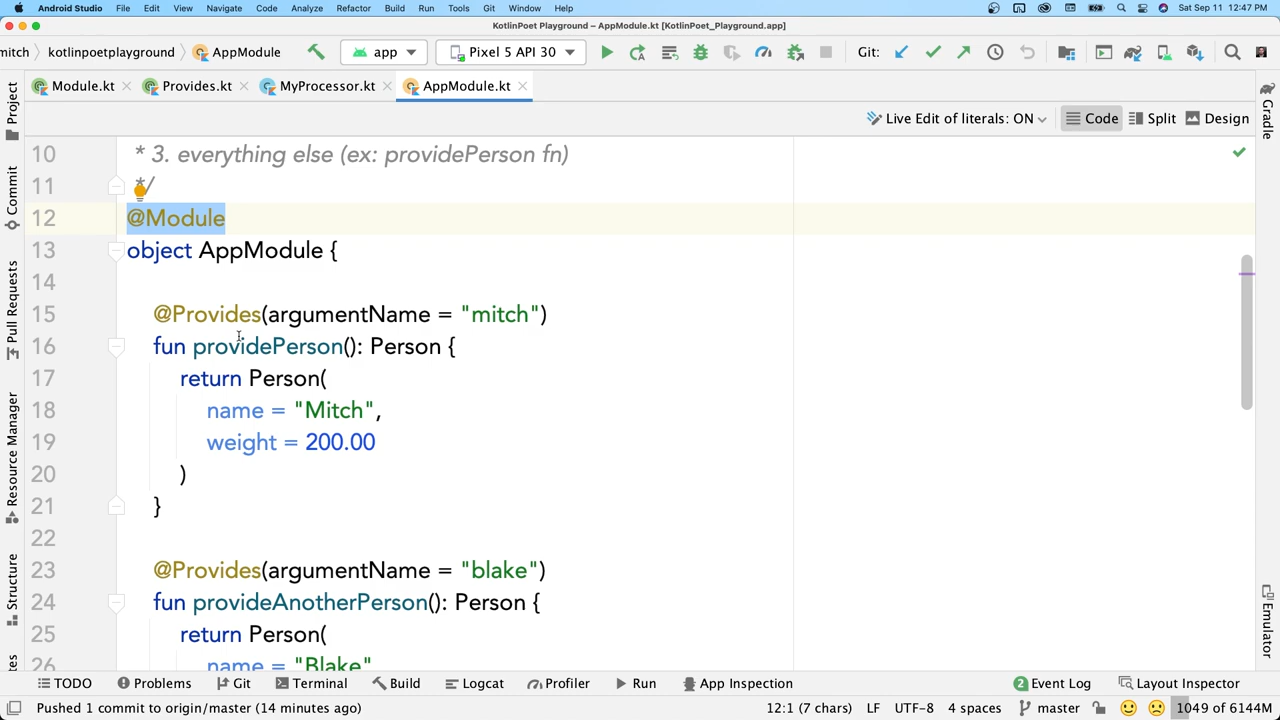 Android Studio File Edit View Navigate Code Analyze Refactor Build Run Tools Git Window Help Sat Sep 11 12:47 PM
KotlinPoet Playground – AppModule.kt [KotlinPoet_Playground.app]
mitch kotlinpoetplayground AppModule app Pixel 5 API 30 Git:
Module.kt Provides.kt MyProcessor.kt AppModule.kt
Live Edit of literals: ON Code Split Design
10 * 3. everything else (ex: providePerson fn)
11 */
12 @Module
13 object AppModule {
14
15 @Provides(argumentName = "mitch")
16 fun providePerson(): Person {
17 return Person(
18 name = "Mitch",
19 weight = 200.00
20 )
21 }
22
23 @Provides(argumentName = "blake")
24 fun provideAnotherPerson(): Person {
25 return Person(
26 name = "Blake"
Project
Commit
Pull Requests
Resource Manager
Structure
Gradle
Emulator
TODO Problems Git Terminal Build Logcat Profiler Run App Inspection 2 Event Log Layout Inspector
Pushed 1 commit to origin/master (14 minutes ago) 12:1 (7 chars) LF UTF-8 4 spaces master 1049 of 6144M